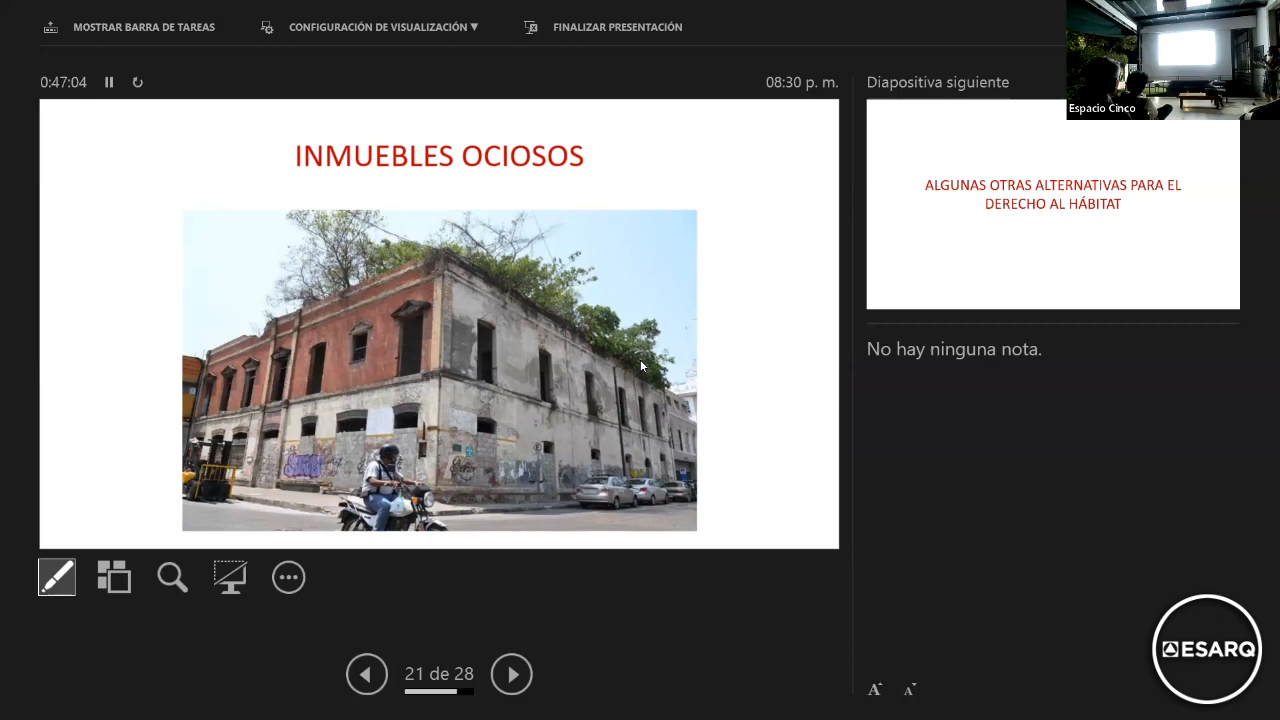 MOSTRAR BARRA DE TAREAS
CONFIGURACIÓN DE VISUALIZACIÓN ▼
FINALIZAR PRESENTACIÓN
0:47:04
08:30 p. m.
Diapositiva siguiente
Espacio Cinco
INMUEBLES OCIOSOS
ALGUNAS OTRAS ALTERNATIVAS PARA EL
DERECHO AL HÁBITAT
No hay ninguna nota.
21 de 28
A A
ESARQ